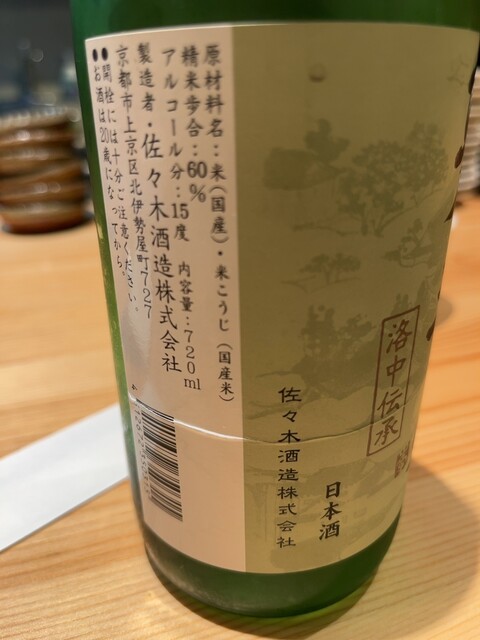 洛中伝承
日本酒
佐々木酒造株式会社
原材料名：米（国産）・米こうじ（国産米）
精米歩合：60％
アルコール分：15度 内容量：720ml
製造者・佐々木酒造株式会社
京都市上京区北伊勢屋町727
●開栓には十分ご注意ください。
●お酒は20歳になってから。